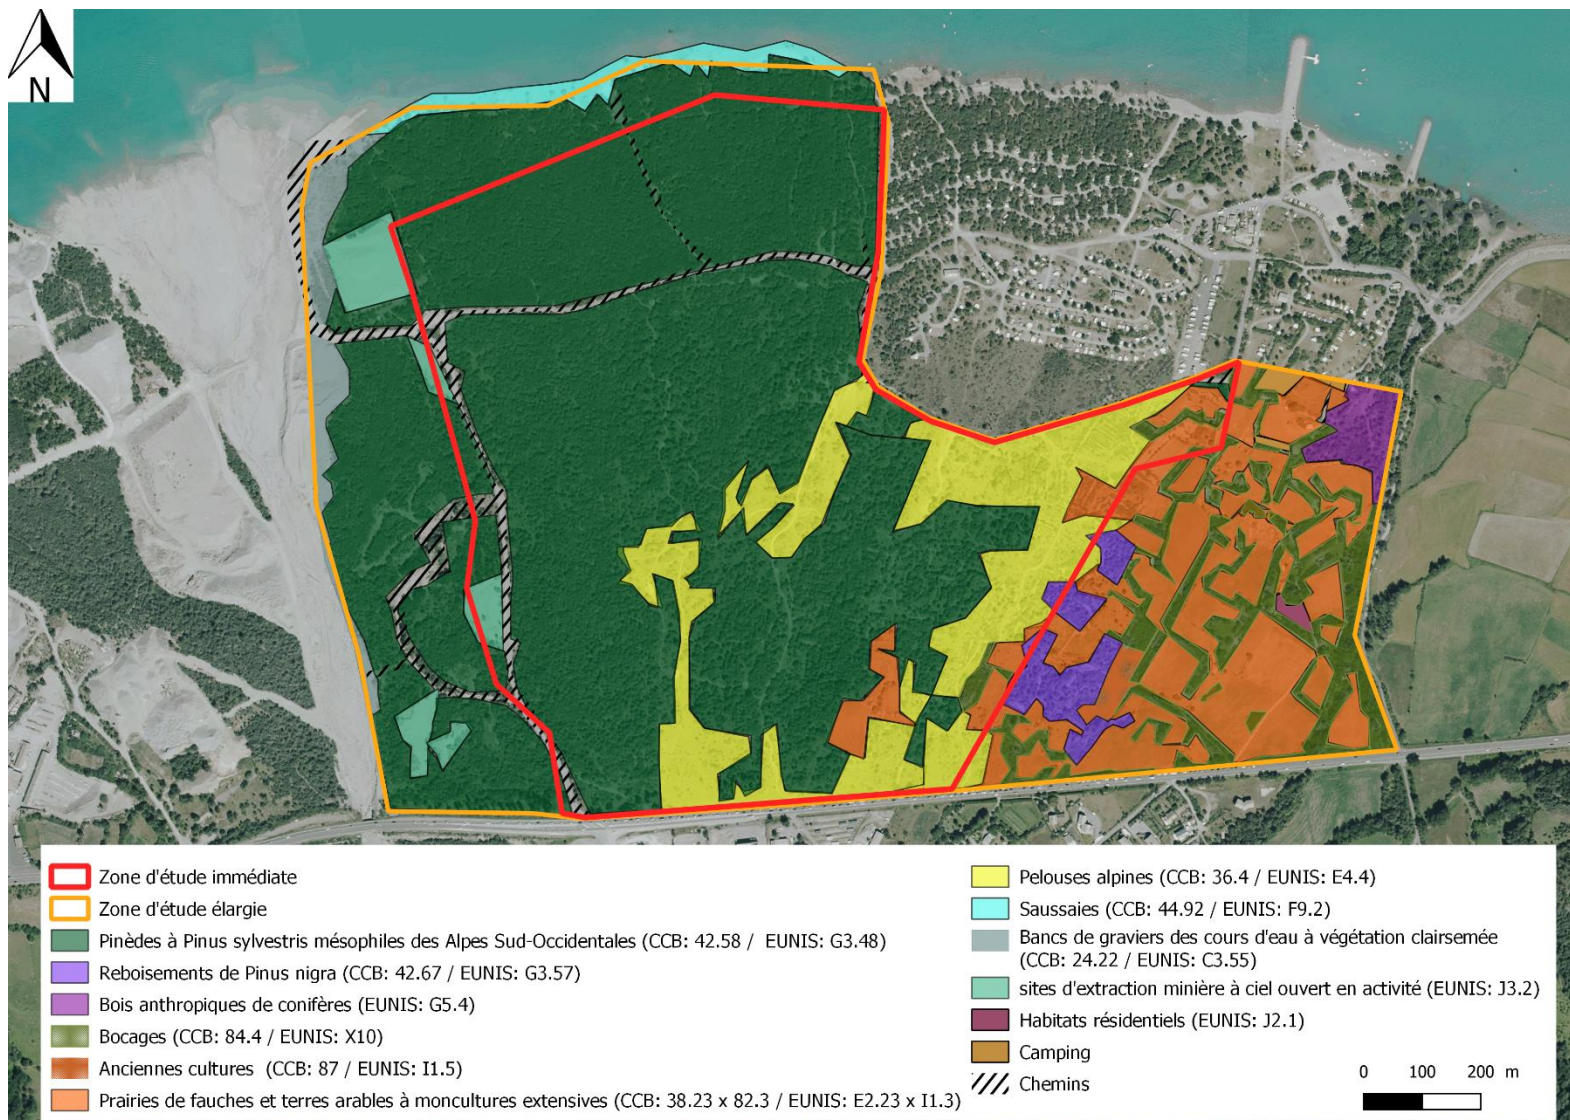 N
Zone d'étude immédiate
Zone d'étude élargie
Pinèdes à Pinus sylvestris mésophiles des Alpes Sud-Occidentales (CCB: 42.58 / EUNIS: G3.48)
Reboisements de Pinus nigra (CCB: 42.67 / EUNIS: G3.57)
Bois anthropiques de conifères (EUNIS: G5.4)
Bocages (CCB: 84.4 / EUNIS: X10)
Anciennes cultures (CCB: 87 / EUNIS: I1.5)
Prairies de fauches et terres arables à moncultures extensives (CCB: 38.23 x 82.3 / EUNIS: E2.23 x I1.3)
Pelouses alpines (CCB: 36.4 / EUNIS: E4.4)
Saussaies (CCB: 44.92 / EUNIS: F9.2)
Bancs de graviers des cours d'eau à végétation clairsemée
(CCB: 24.22 / EUNIS: C3.55)
sites d'extraction minière à ciel ouvert en activité (EUNIS: J3.2)
Habitats résidentiels (EUNIS: J2.1)
Camping
Chemins
0 100 200 m